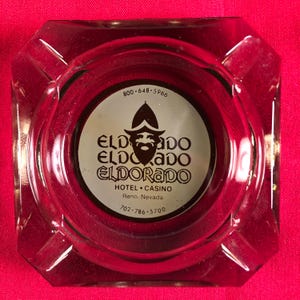 800-648-5966
ELDORADO
ELDORADO
ELDORADO
HOTEL • CASINO
Reno, Nevada
702-786-5700